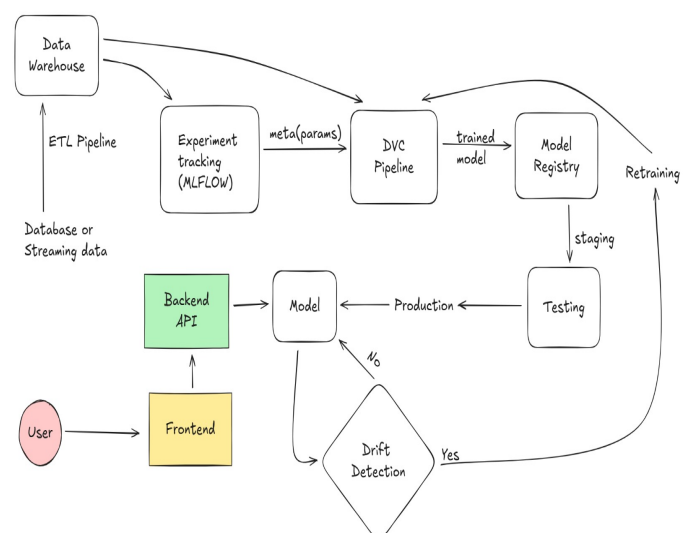 Data
Warehouse
ETL Pipeline
Database or
Streaming data
Experiment
tracking
(MLFLOW)
meta(params)
DVC
Pipeline
trained
model
Model
Registry
Retraining
staging
Backend
API
Model
Production
Testing
No
User
Frontend
Drift
Detection
Yes